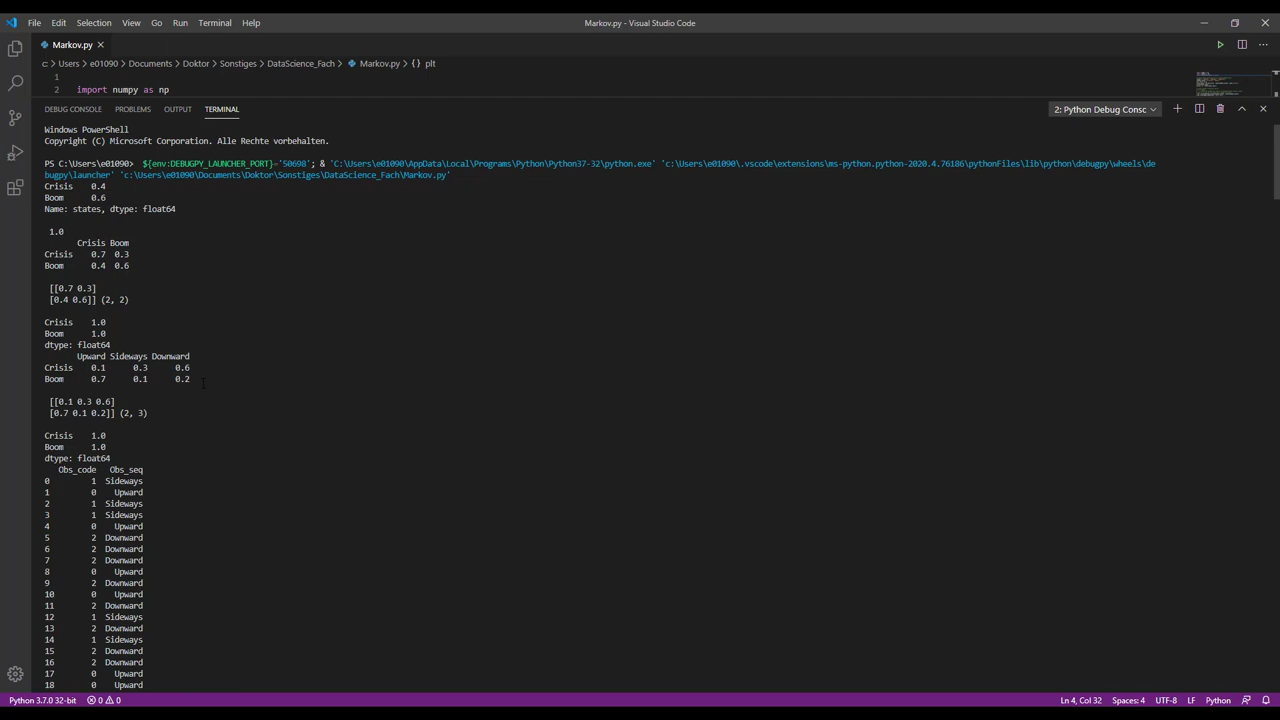 File Edit Selection View Go Run Terminal Help
Markov.py - Visual Studio Code
Markov.py ×
c: > Users > e01090 > Documents > Doktor > Sonstiges > DataScience_Fach > Markov.py > {} plt
1
2 import numpy as np
DEBUG CONSOLE PROBLEMS OUTPUT TERMINAL
2: Python Debug Consc
Windows PowerShell
Copyright (C) Microsoft Corporation. Alle Rechte vorbehalten.
PS C:\Users\e01090> ${env:DEBUGPY_LAUNCHER_PORT}='50698'; & 'C:\Users\e01090\AppData\Local\Programs\Python\Python37-32\python.exe' 'c:\Users\e01090\.vscode\extensions\ms-python.python-2020.4.76186\pythonFiles\lib\python\debugpy\wheels\de
bugpy\launcher' 'c:\Users\e01090\Documents\Doktor\Sonstiges\DataScience_Fach\Markov.py'
Crisis 0.4
Boom 0.6
Name: states, dtype: float64
1.0
Crisis Boom
Crisis 0.7 0.3
Boom 0.4 0.6
[[0.7 0.3]
[0.4 0.6]] (2, 2)
Crisis 1.0
Boom 1.0
dtype: float64
Upward Sideways Downward
Crisis 0.1 0.3 0.6
Boom 0.7 0.1 0.2
[[0.1 0.3 0.6]
[0.7 0.1 0.2]] (2, 3)
Crisis 1.0
Boom 1.0
dtype: float64
Obs_code Obs_seq
0 1 Sideways
1 0 Upward
2 1 Sideways
3 1 Sideways
4 0 Upward
5 2 Downward
6 2 Downward
7 2 Downward
8 0 Upward
9 2 Downward
10 0 Upward
11 2 Downward
12 1 Sideways
13 2 Downward
14 1 Sideways
15 2 Downward
16 2 Downward
17 0 Upward
18 0 Upward
Python 3.7.0 32-bit 0 0
Ln 4, Col 32 Spaces: 4 UTF-8 LF Python